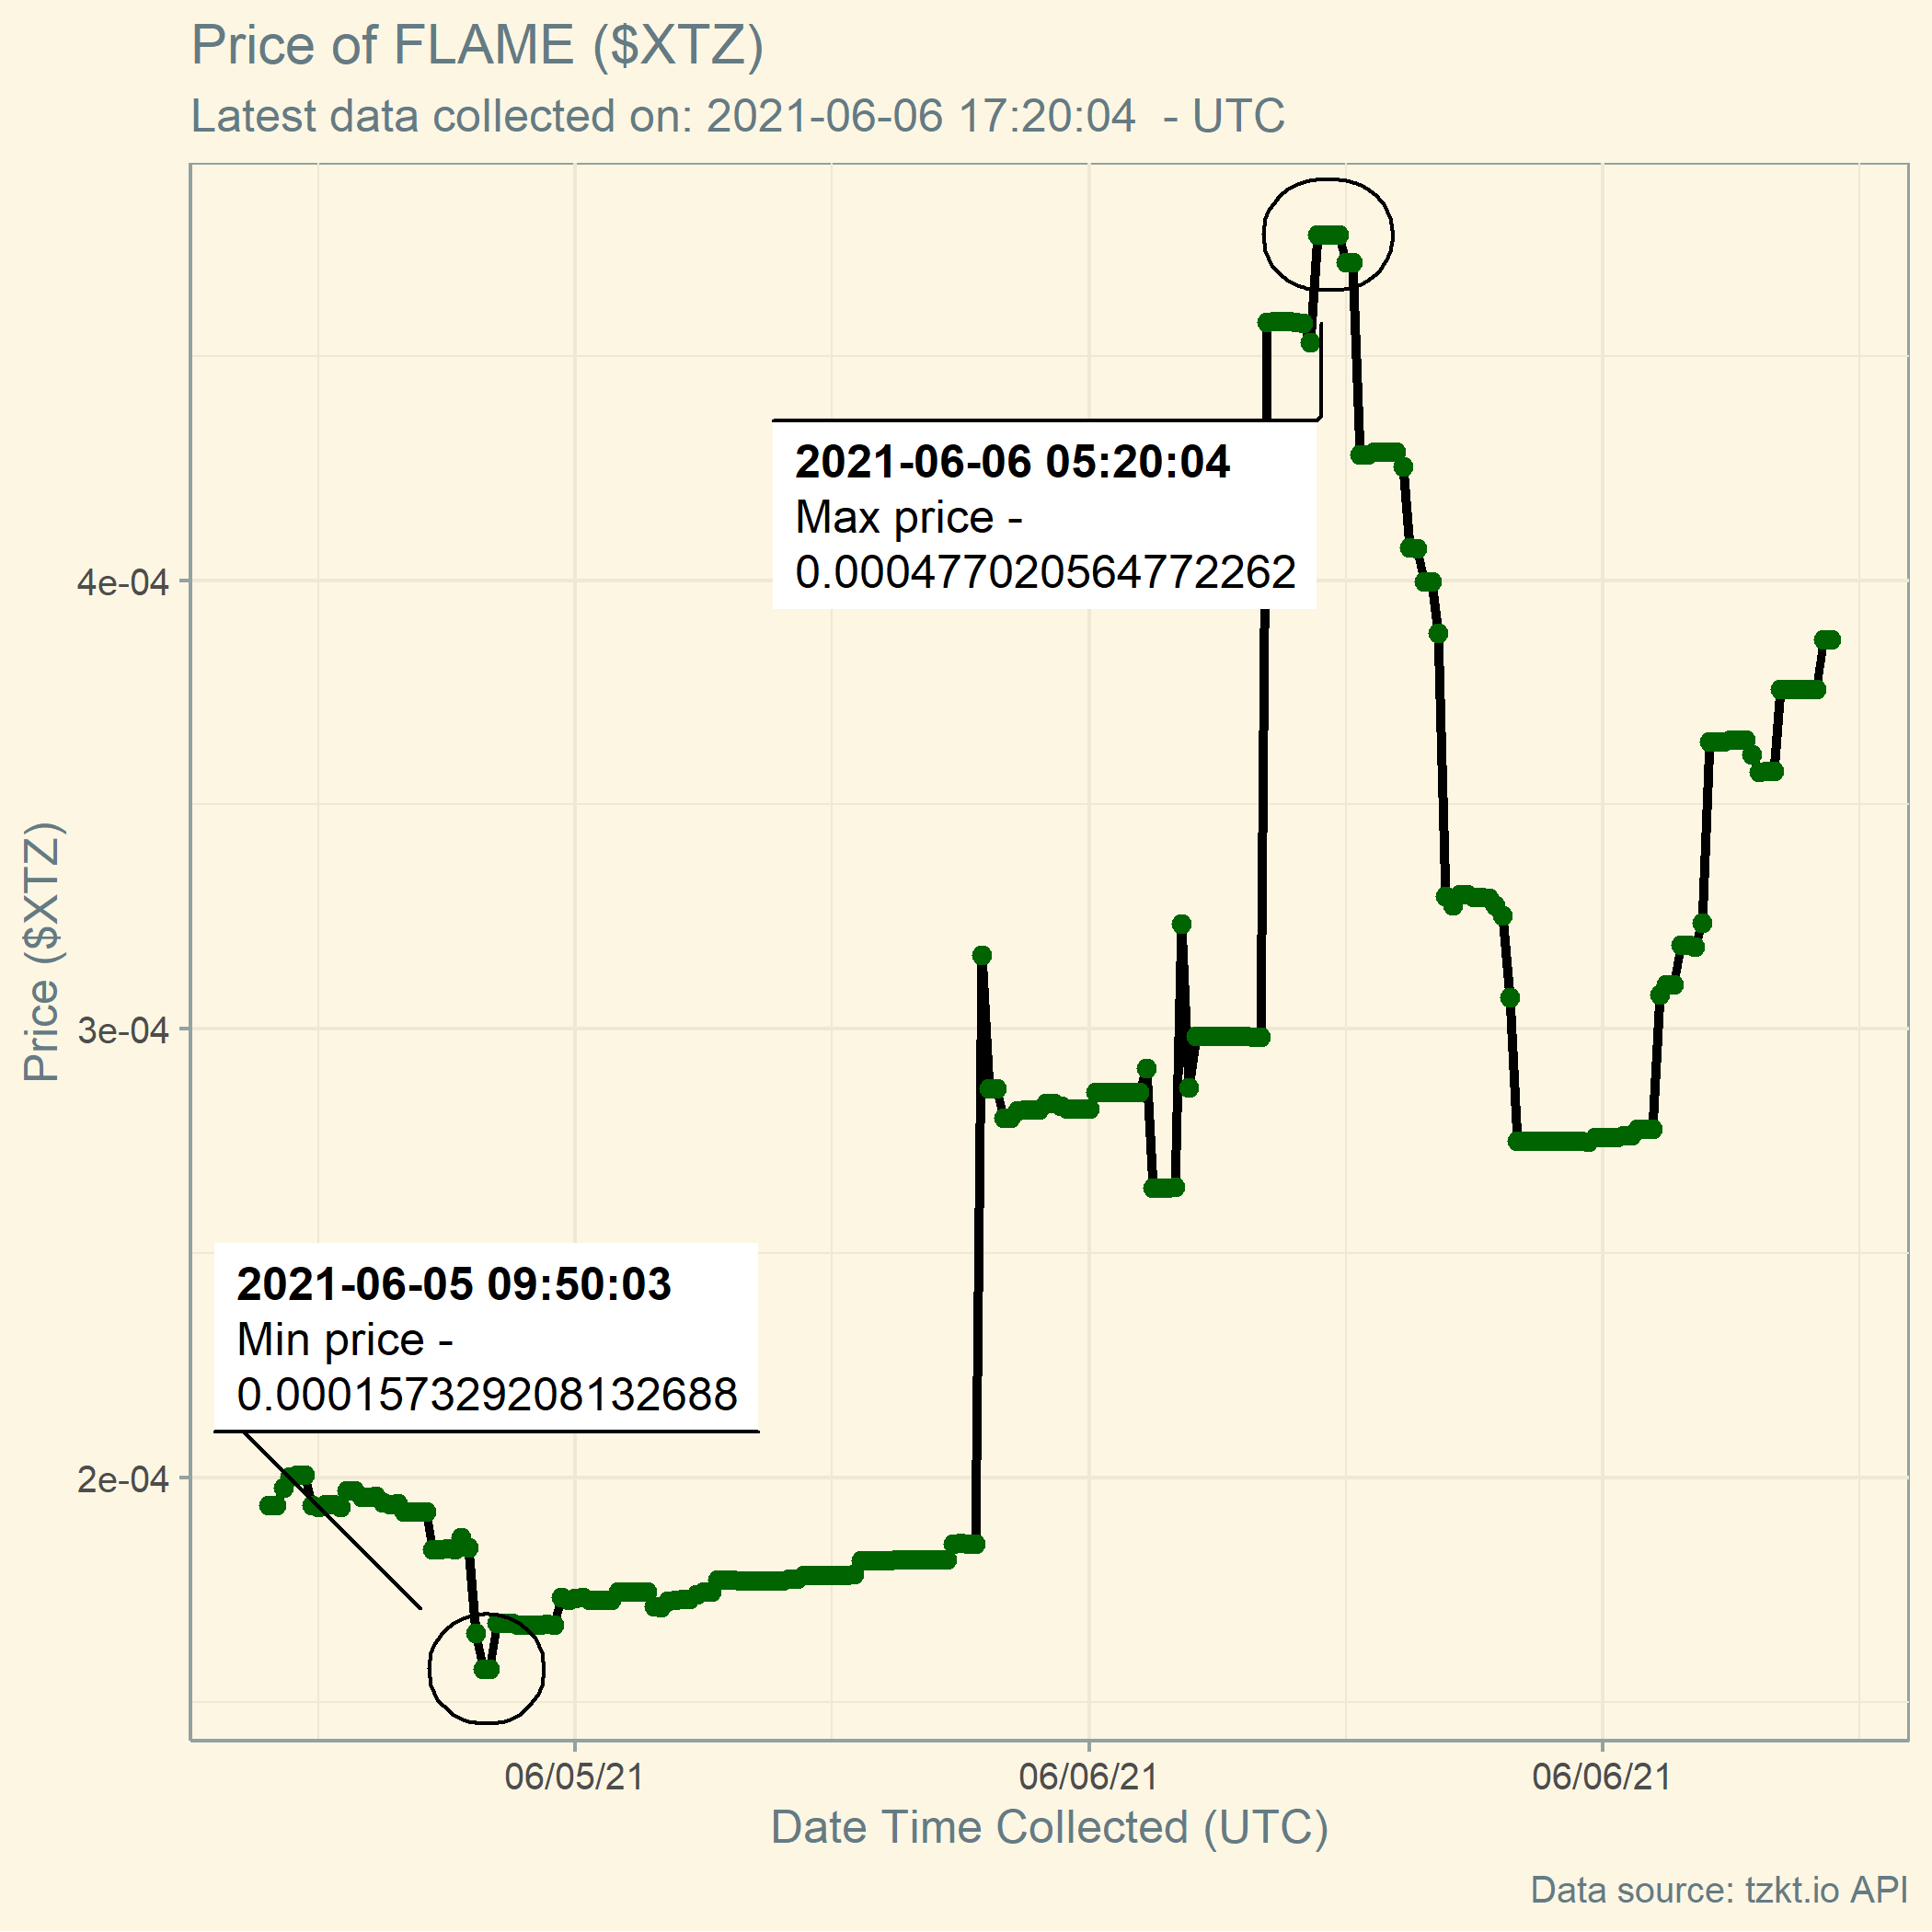 Price of FLAME ($XTZ)
Latest data collected on: 2021-06-06 17:20:04  - UTC
2021-06-06 05:20:04
Max price -
0.000477020564772262
4e-04
3e-04
2e-04
Price ($XTZ)
2021-06-05 09:50:03
Min price -
0.000157329208132688
06/05/21 06/06/21 06/06/21
Date Time Collected (UTC)
Data source: tzkt.io API